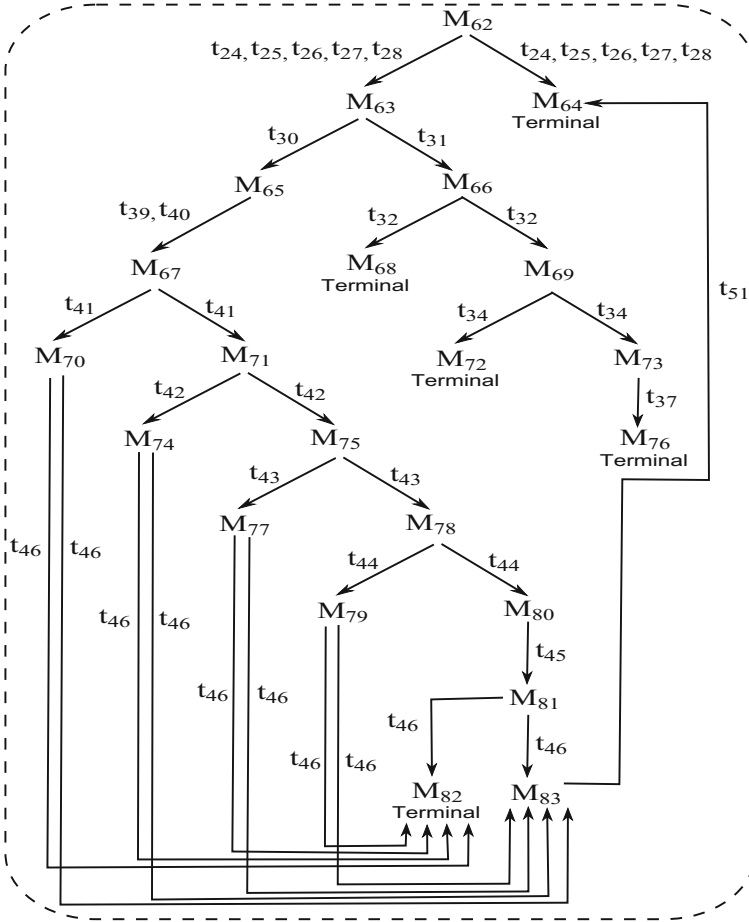 M62
t24, t25, t26, t27, t28 t24, t25, t26, t27, t28
M63 M64
Terminal
t30 t31
M65 M66
t39, t40 t32 t32
M67 M68 M69
Terminal
t51
t41 t41 t34 t34
M70 M71 M72 M73
Terminal
t42 t42 t37
M74 M75 M76
Terminal
t43 t43
M77 M78
t46 t46 t44 t44
M79 M80
t46 t46 t45
t46 t46 M81
t46 t46
t46 t46
M82 M83
Terminal